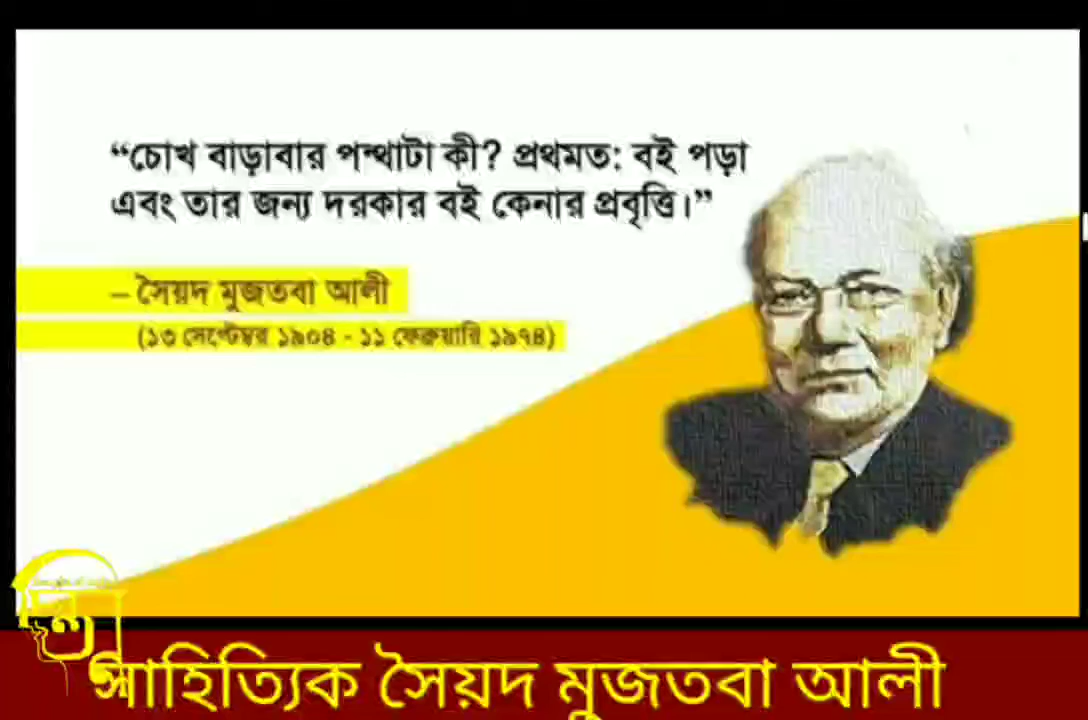 “চোখ বাড়াবার পন্থাটা কী? প্রথমত: বই পড়া
এবং তার জন্য দরকার বই কেনার প্রবৃত্তি।”
– সৈয়দ মুজতবা আলী
(১৩ সেপ্টেম্বর ১৯০৪ - ১১ ফেব্রুয়ারি ১৯৭৪)
সাহিত্যিক সৈয়দ মুজতবা আলী